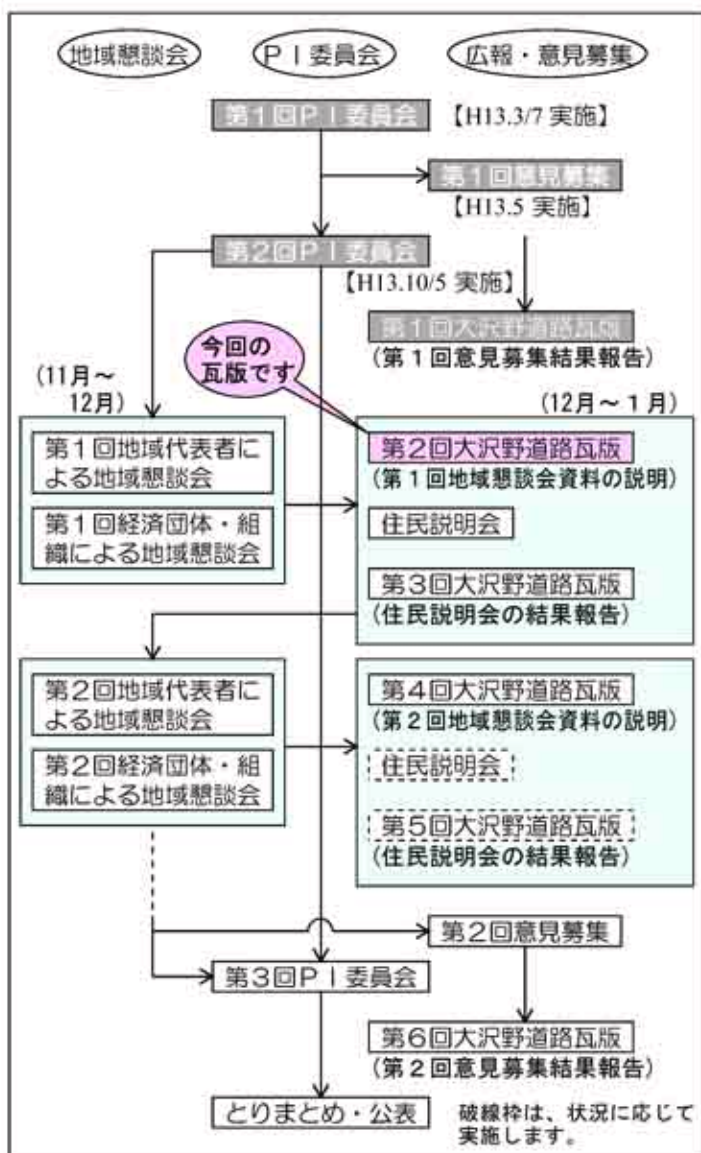 地域懇談会
PI委員会
広報・意見募集
第1回PI委員会
【H13.3/7 実施】
第1回意見募集
【H13.5 実施】
第2回PI委員会
【H13.10/5 実施】
第1回大沢野道路瓦版
(第1回意見募集結果報告)
今回の
瓦版です
(11月～
12月)
(12月～1月)
第1回地域代表者に
よる地域懇談会
第1回経済団体・組
織による地域懇談会
第2回大沢野道路瓦版
(第1回地域懇談会資料の説明)
住民説明会
第3回大沢野道路瓦版
(住民説明会の結果報告)
第2回地域代表者に
よる地域懇談会
第2回経済団体・組
織による地域懇談会
第4回大沢野道路瓦版
(第2回地域懇談会資料の説明)
住民説明会
第5回大沢野道路瓦版
(住民説明会の結果報告)
第2回意見募集
第3回PI委員会
第6回大沢野道路瓦版
(第2回意見募集結果報告)
とりまとめ・公表
破線枠は、状況に応じて
実施します。